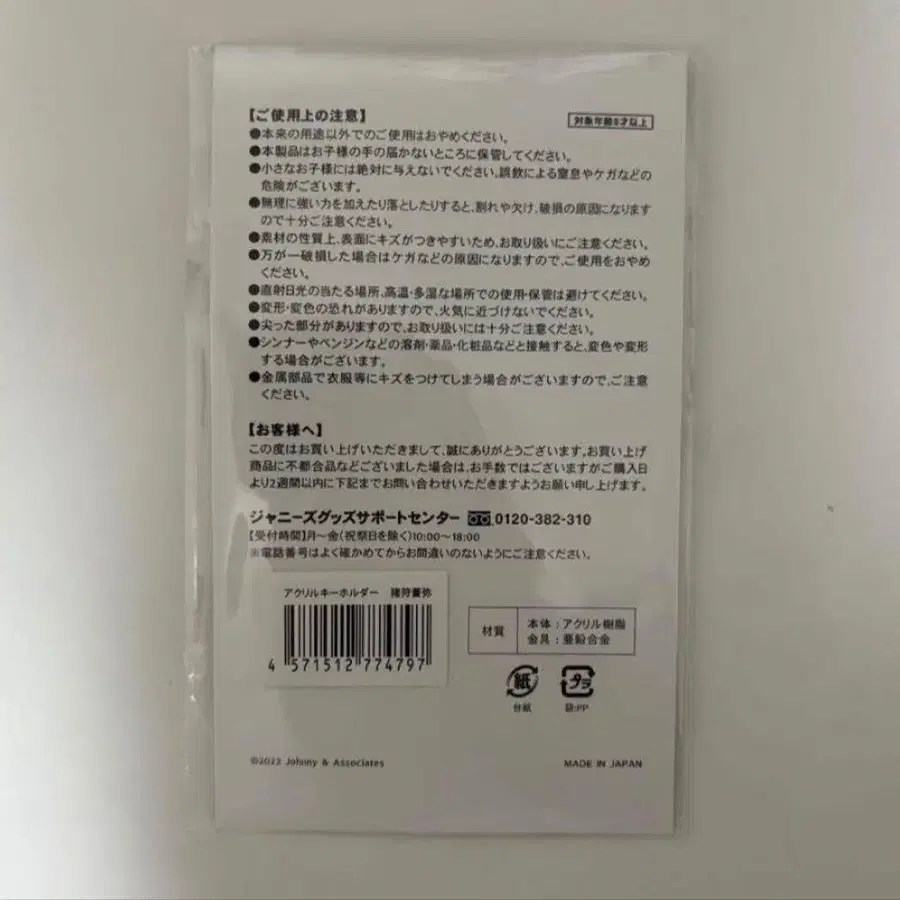 【ご使用上の注意】
対象年齢8才以上
●本来の用途以外でのご使用はおやめください。
●本製品はお子様の手の届かないところに保管してください。
●小さなお子様には絶対に与えないでください。誤飲による窒息やケガなどの
危険がございます。
●無理に強い力を加えたり落としたりすると、割れや欠け、破損の原因になります
ので十分ご注意ください。
●素材の性質上、表面にキズがつきやすいため、お取り扱いにご注意ください。
●万が一破損した場合はケガなどの原因になりますので、ご使用をおやめ
ください。
●直射日光の当たる場所、高温・多湿な場所での使用・保管は避けてください。
●変形・変色の恐れがありますので、火気に近づけないでください。
●尖った部分がありますので、お取り扱いには十分ご注意ください。
●シンナーやベンジンなどの溶剤・薬品・化粧品などと接触すると、変色や変形
する場合がございます。
●金属部品で衣服等にキズをつけてしまう場合がございますので、ご注意
ください。
【お客様へ】
この度はお買い上げいただきまして、誠にありがとうございます。お買い上げ
商品に不都合品などございました場合は、お手数ではございますがご購入日
より2週間以内に下記までお問い合わせいただきますようお願い申し上げます。
ジャニーズグッズサポートセンター 0120-382-310
【受付時間】月～金(祝祭日を除く)10:00～18:00
※電話番号はよく確かめてからお間違いのないようにご注意ください。
アクリルキーホルダー 猪狩蒼弥
4 571512 774797
材質
本体：アクリル樹脂
金具：亜鉛合金
紙
プラ
台紙
袋:PP
©2022 Johnny & Associates
MADE IN JAPAN